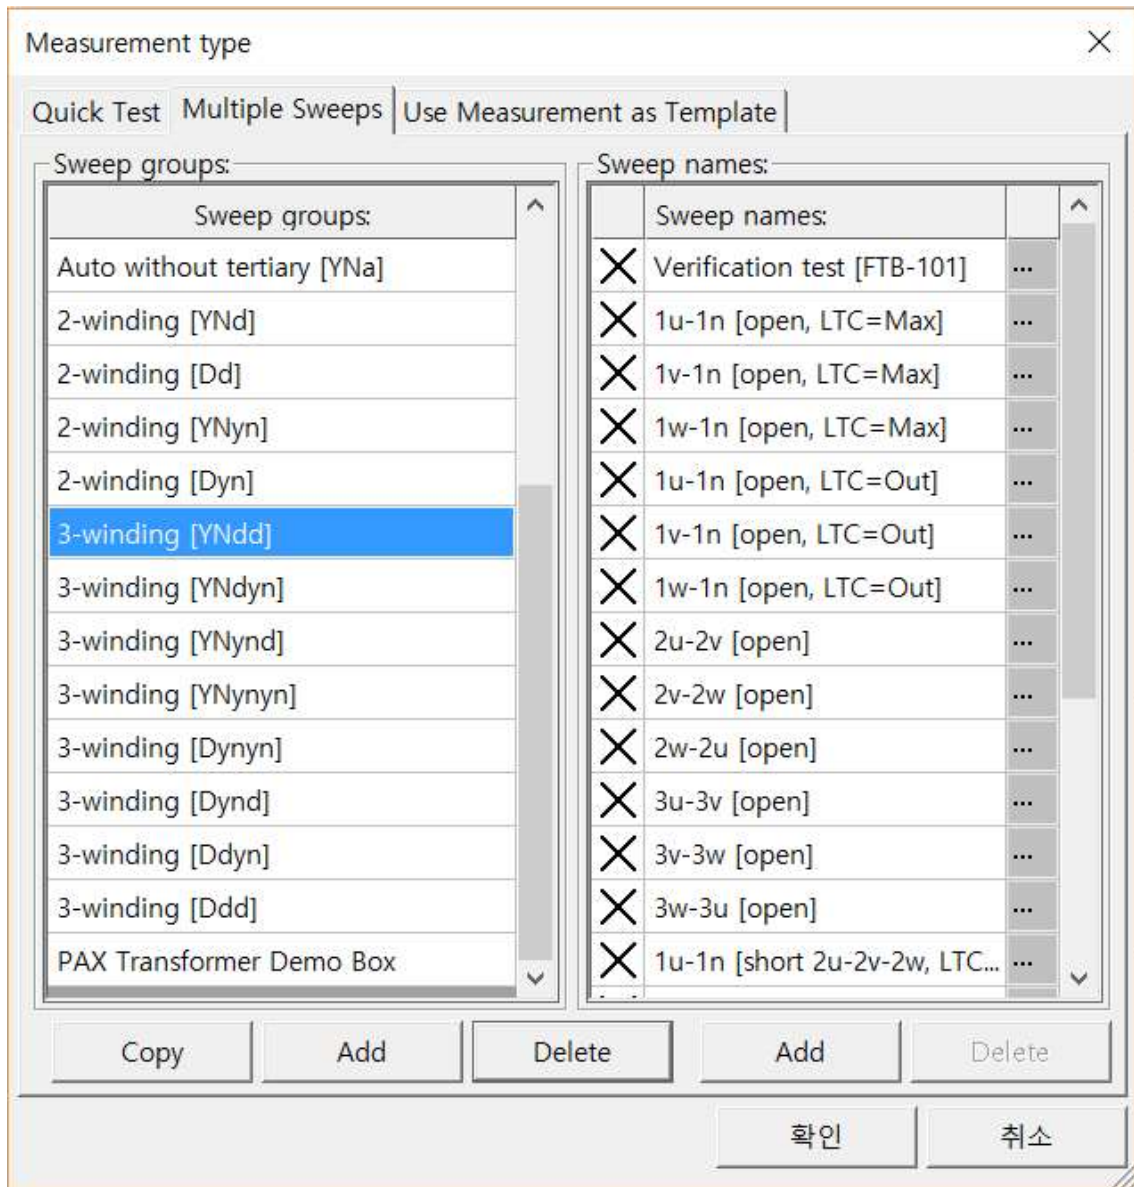 Measurement type
Quick Test
Multiple Sweeps
Use Measurement as Template
Sweep groups:
Sweep groups:
Auto without tertiary [YNa]
2-winding [YNd]
2-winding [Dd]
2-winding [YNyn]
2-winding [Dyn]
3-winding [YNdd]
3-winding [YNdyn]
3-winding [YNynd]
3-winding [YNynyn]
3-winding [Dynyn]
3-winding [Dynd]
3-winding [Ddyn]
3-winding [Ddd]
PAX Transformer Demo Box
Copy
Add
Delete
Sweep names:
Sweep names:
Verification test [FTB-101] ...
1u-1n [open, LTC=Max] ...
1v-1n [open, LTC=Max] ...
1w-1n [open, LTC=Max] ...
1u-1n [open, LTC=Out] ...
1v-1n [open, LTC=Out] ...
1w-1n [open, LTC=Out] ...
2u-2v [open] ...
2v-2w [open] ...
2w-2u [open] ...
3u-3v [open] ...
3v-3w [open] ...
3w-3u [open] ...
1u-1n [short 2u-2v-2w, LTC... ...
Add
Delete
확인
취소